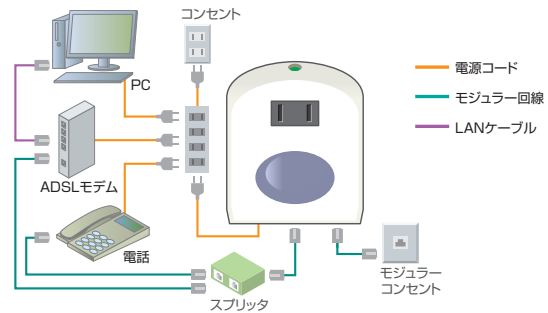 コンセント
PC
ADSLモデム
電話
スプリッタ
モジュラー
コンセント
電源コード
モジュラー回線
LANケーブル